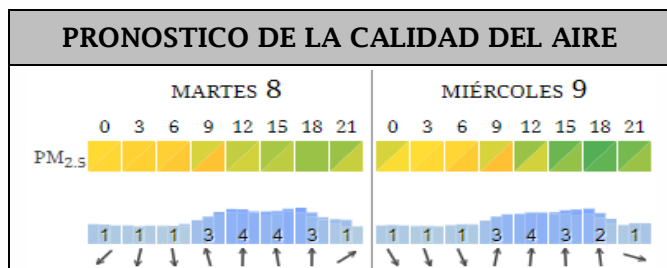 PRONOSTICO DE LA CALIDAD DEL AIRE
MARTES 8 MIÉRCOLES 9
0 3 6 9 12 15 18 21 0 3 6 9 12 15 18 21
PM2.5
1 1 1 3 4 4 3 1 1 1 1 3 4 3 2 1